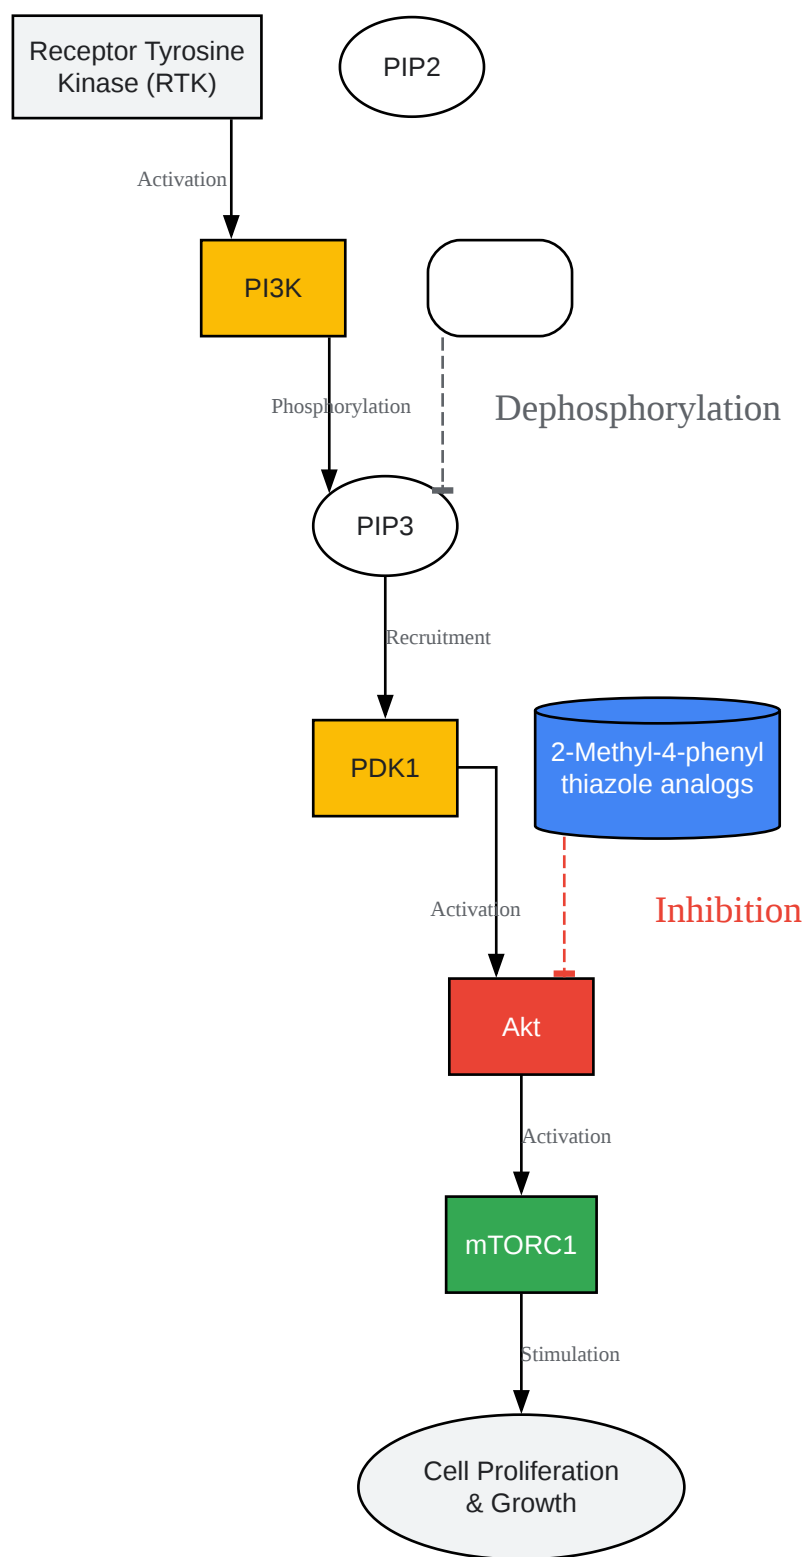 Receptor Tyrosine
Kinase (RTK)
PIP2
Activation
PI3K
Phosphorylation
Dephosphorylation
PIP3
Recruitment
PDK1
2-Methyl-4-phenyl
thiazole analogs
Activation
Inhibition
Akt
Activation
mTORC1
Stimulation
Cell Proliferation
& Growth